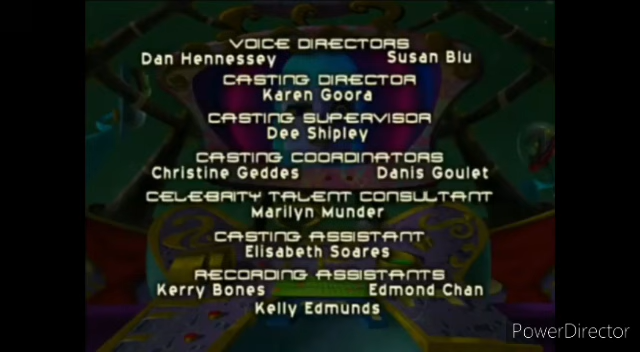 VOICE DIRECTORS
Dan Hennessey Susan Blu
CASTING DIRECTOR
Karen Goora
CASTING SUPERVISOR
Dee Shipley
CASTING COORDINATORS
Christine Geddes Danis Goulet
CELEBRITY TALENT CONSULTANT
Marilyn Munder
CASTING ASSISTANT
Elisabeth Soares
RECORDING ASSISTANTS
Kerry Bones Edmond Chan
Kelly Edmunds
PowerDirector